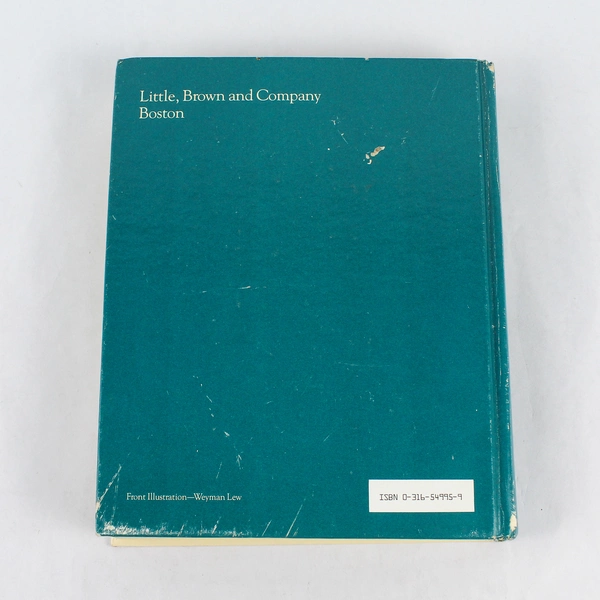 Little, Brown and Company
Boston
Front Illustration—Weyman Lew
ISBN 0-316-54995-9